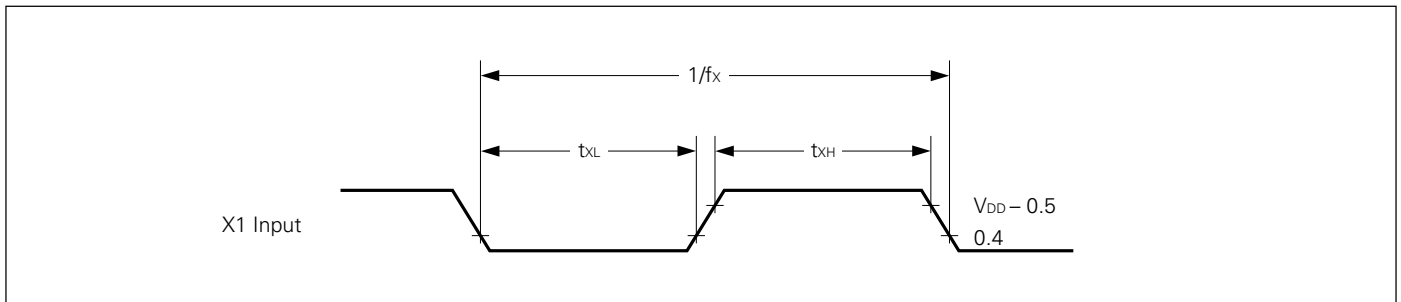 1/fX
tXL
tXH
X1 Input
VDD – 0.5
0.4